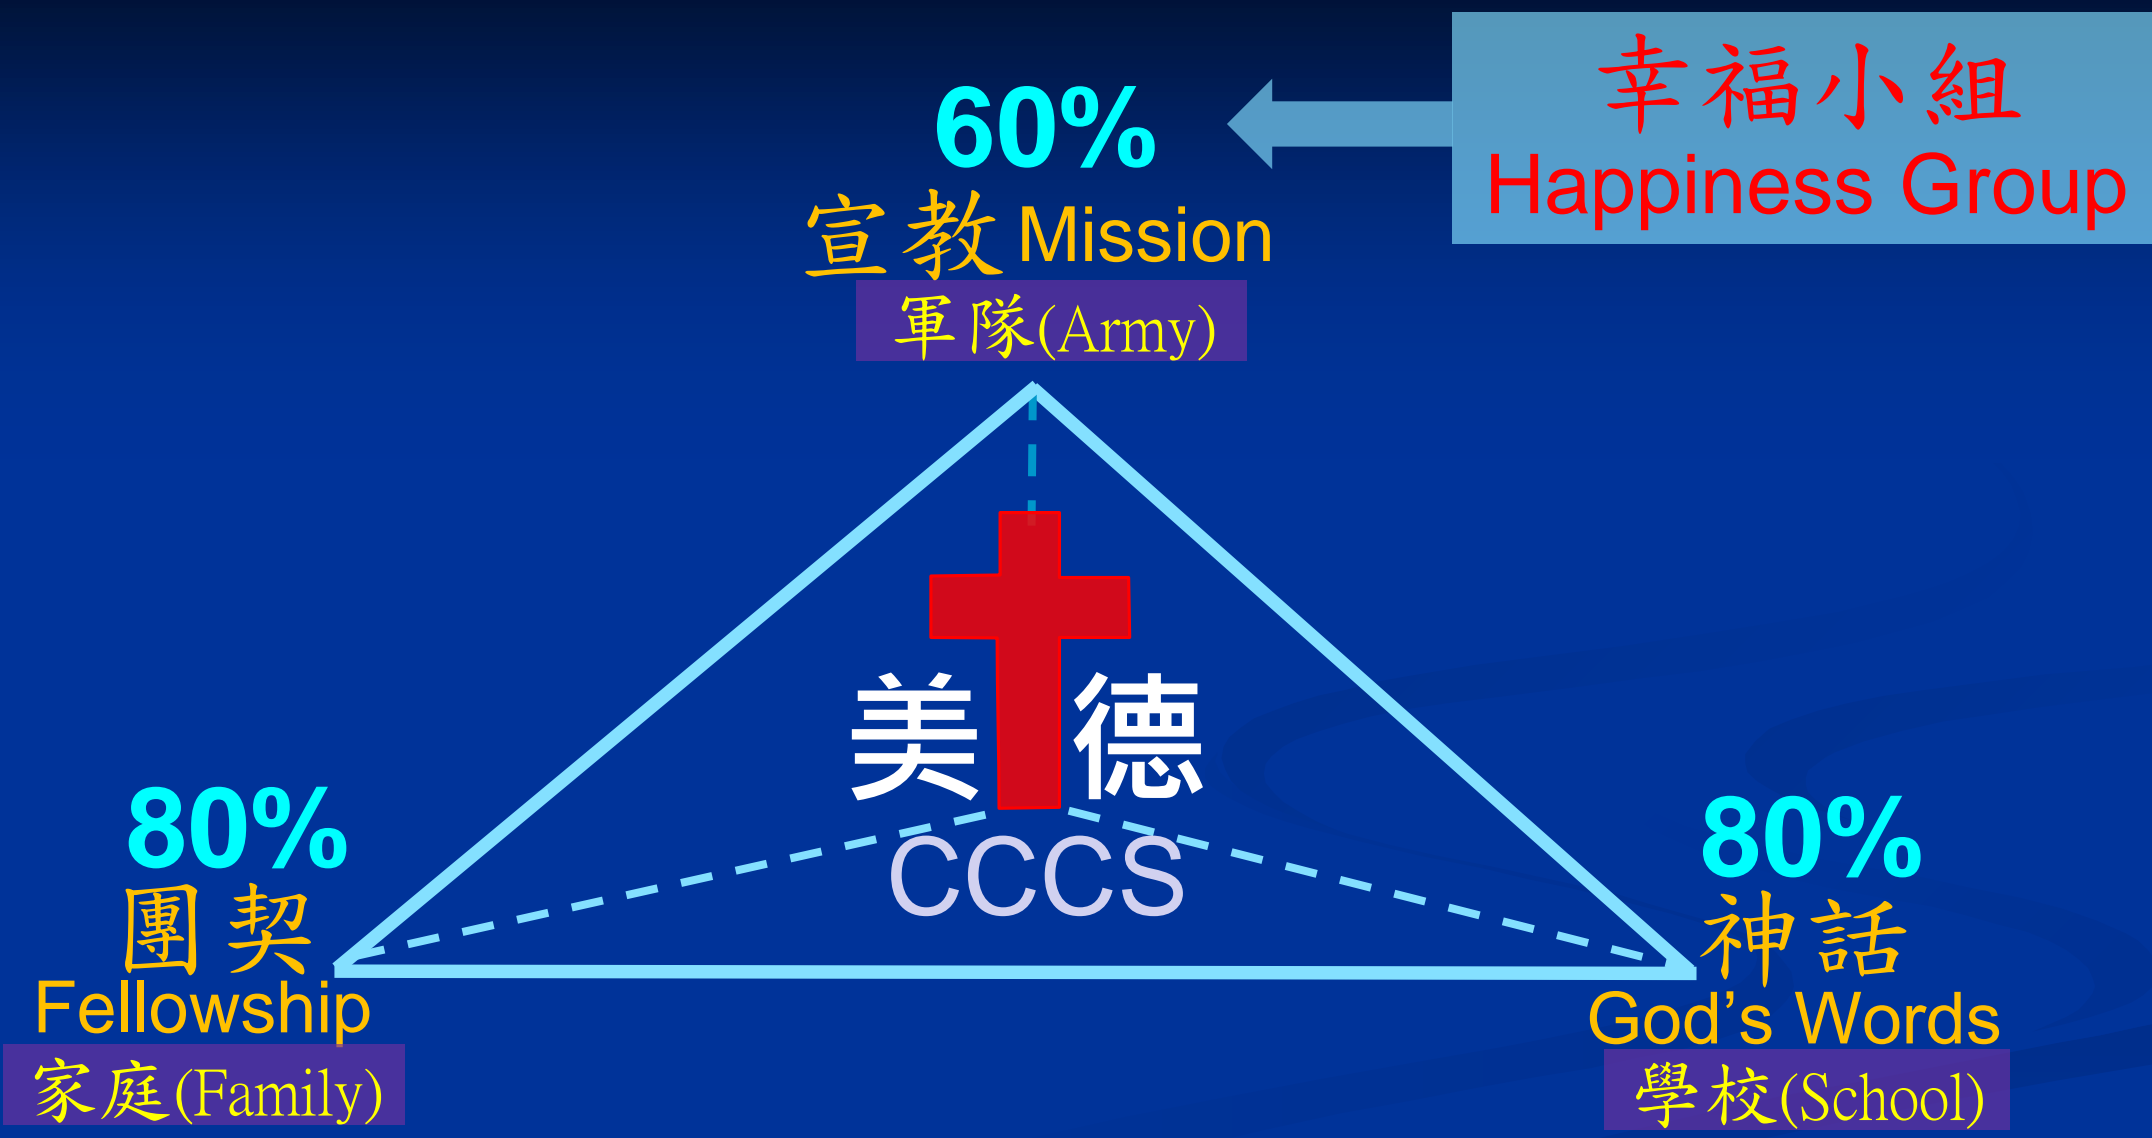 幸福小組
Happiness Group
60%
宣教 Mission
軍隊(Army)
美德
CCCS
80%
團契
Fellowship
家庭(Family)
80%
神話
God’s Words
學校(School)